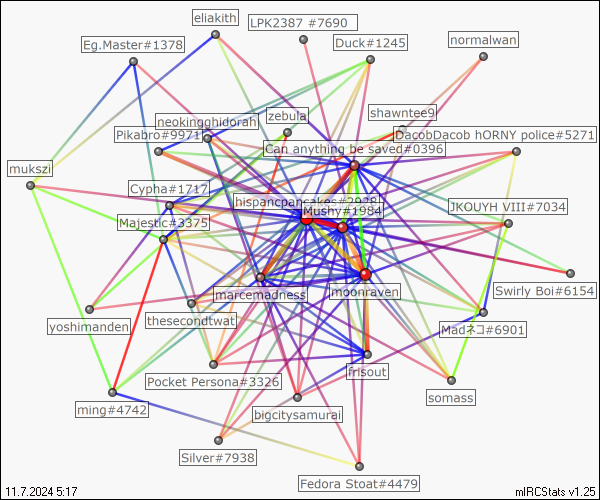 eliakith
LPK2387 #7690
Eg.Master#1378
Duck#1245
normalwan
zebula
shawntee9
neokingghidorah
Pikabro#9971
DacobDacob hORNY police#5271
Can anything be saved#0396
mukszi
Cypha#1717
hispancpancakes#2928
Mushy#1984
JKOUYH VIII#7034
Majestic#3375
marcemadness
moonraven
Swirly Boi#6154
yoshimanden
thesecondtwat
Madネコ#6901
frisout
Pocket Persona#3326
somass
ming#4742
bigcitysamurai
Silver#7938
Fedora Stoat#4479
11.7.2024 5:17
mIRCStats v1.25